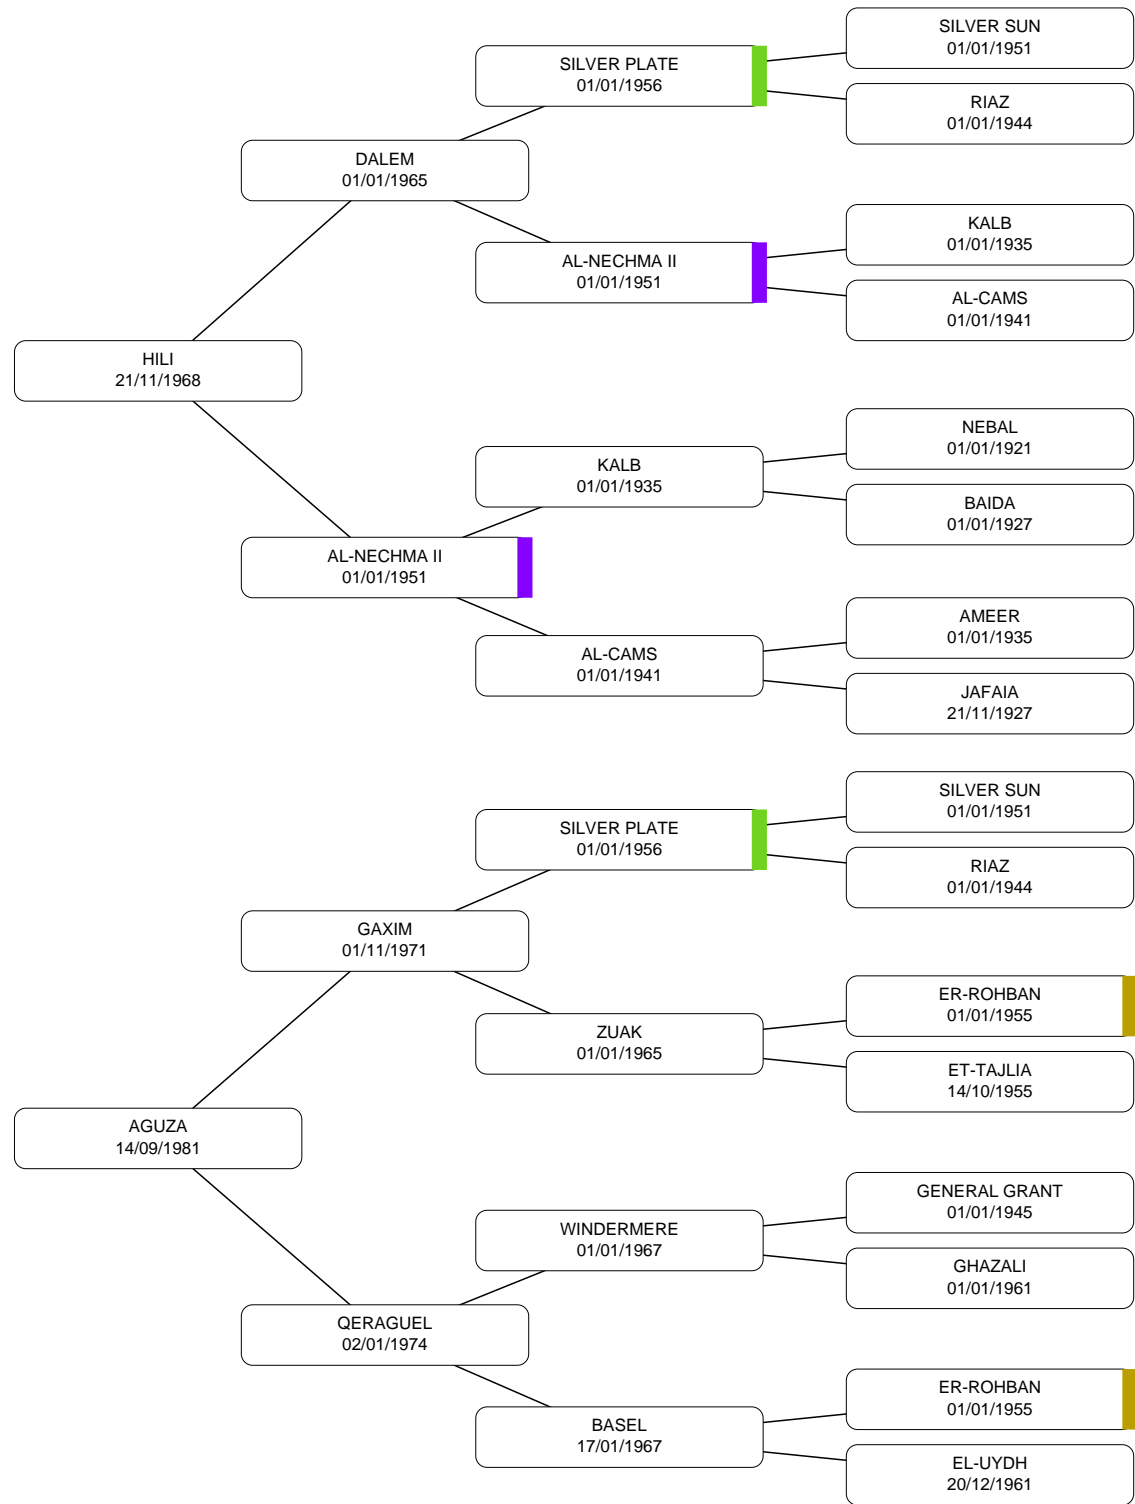 SILVER SUN
01/01/1951
SILVER PLATE
01/01/1956
RIAZ
01/01/1944
DALEM
01/01/1965
KALB
01/01/1935
AL-NECHMA II
01/01/1951
AL-CAMS
01/01/1941
HILI
21/11/1968
NEBAL
01/01/1921
KALB
01/01/1935
BAIDA
01/01/1927
AL-NECHMA II
01/01/1951
AMEER
01/01/1935
AL-CAMS
01/01/1941
JAFAIA
21/11/1927
SILVER SUN
01/01/1951
SILVER PLATE
01/01/1956
RIAZ
01/01/1944
GAXIM
01/11/1971
ER-ROHBAN
01/01/1955
ZUAK
01/01/1965
ET-TAJLIA
14/10/1955
AGUZA
14/09/1981
GENERAL GRANT
01/01/1945
WINDERMERE
01/01/1967
GHAZALI
01/01/1961
QERAGUEL
02/01/1974
ER-ROHBAN
01/01/1955
BASEL
17/01/1967
EL-UYDH
20/12/1961